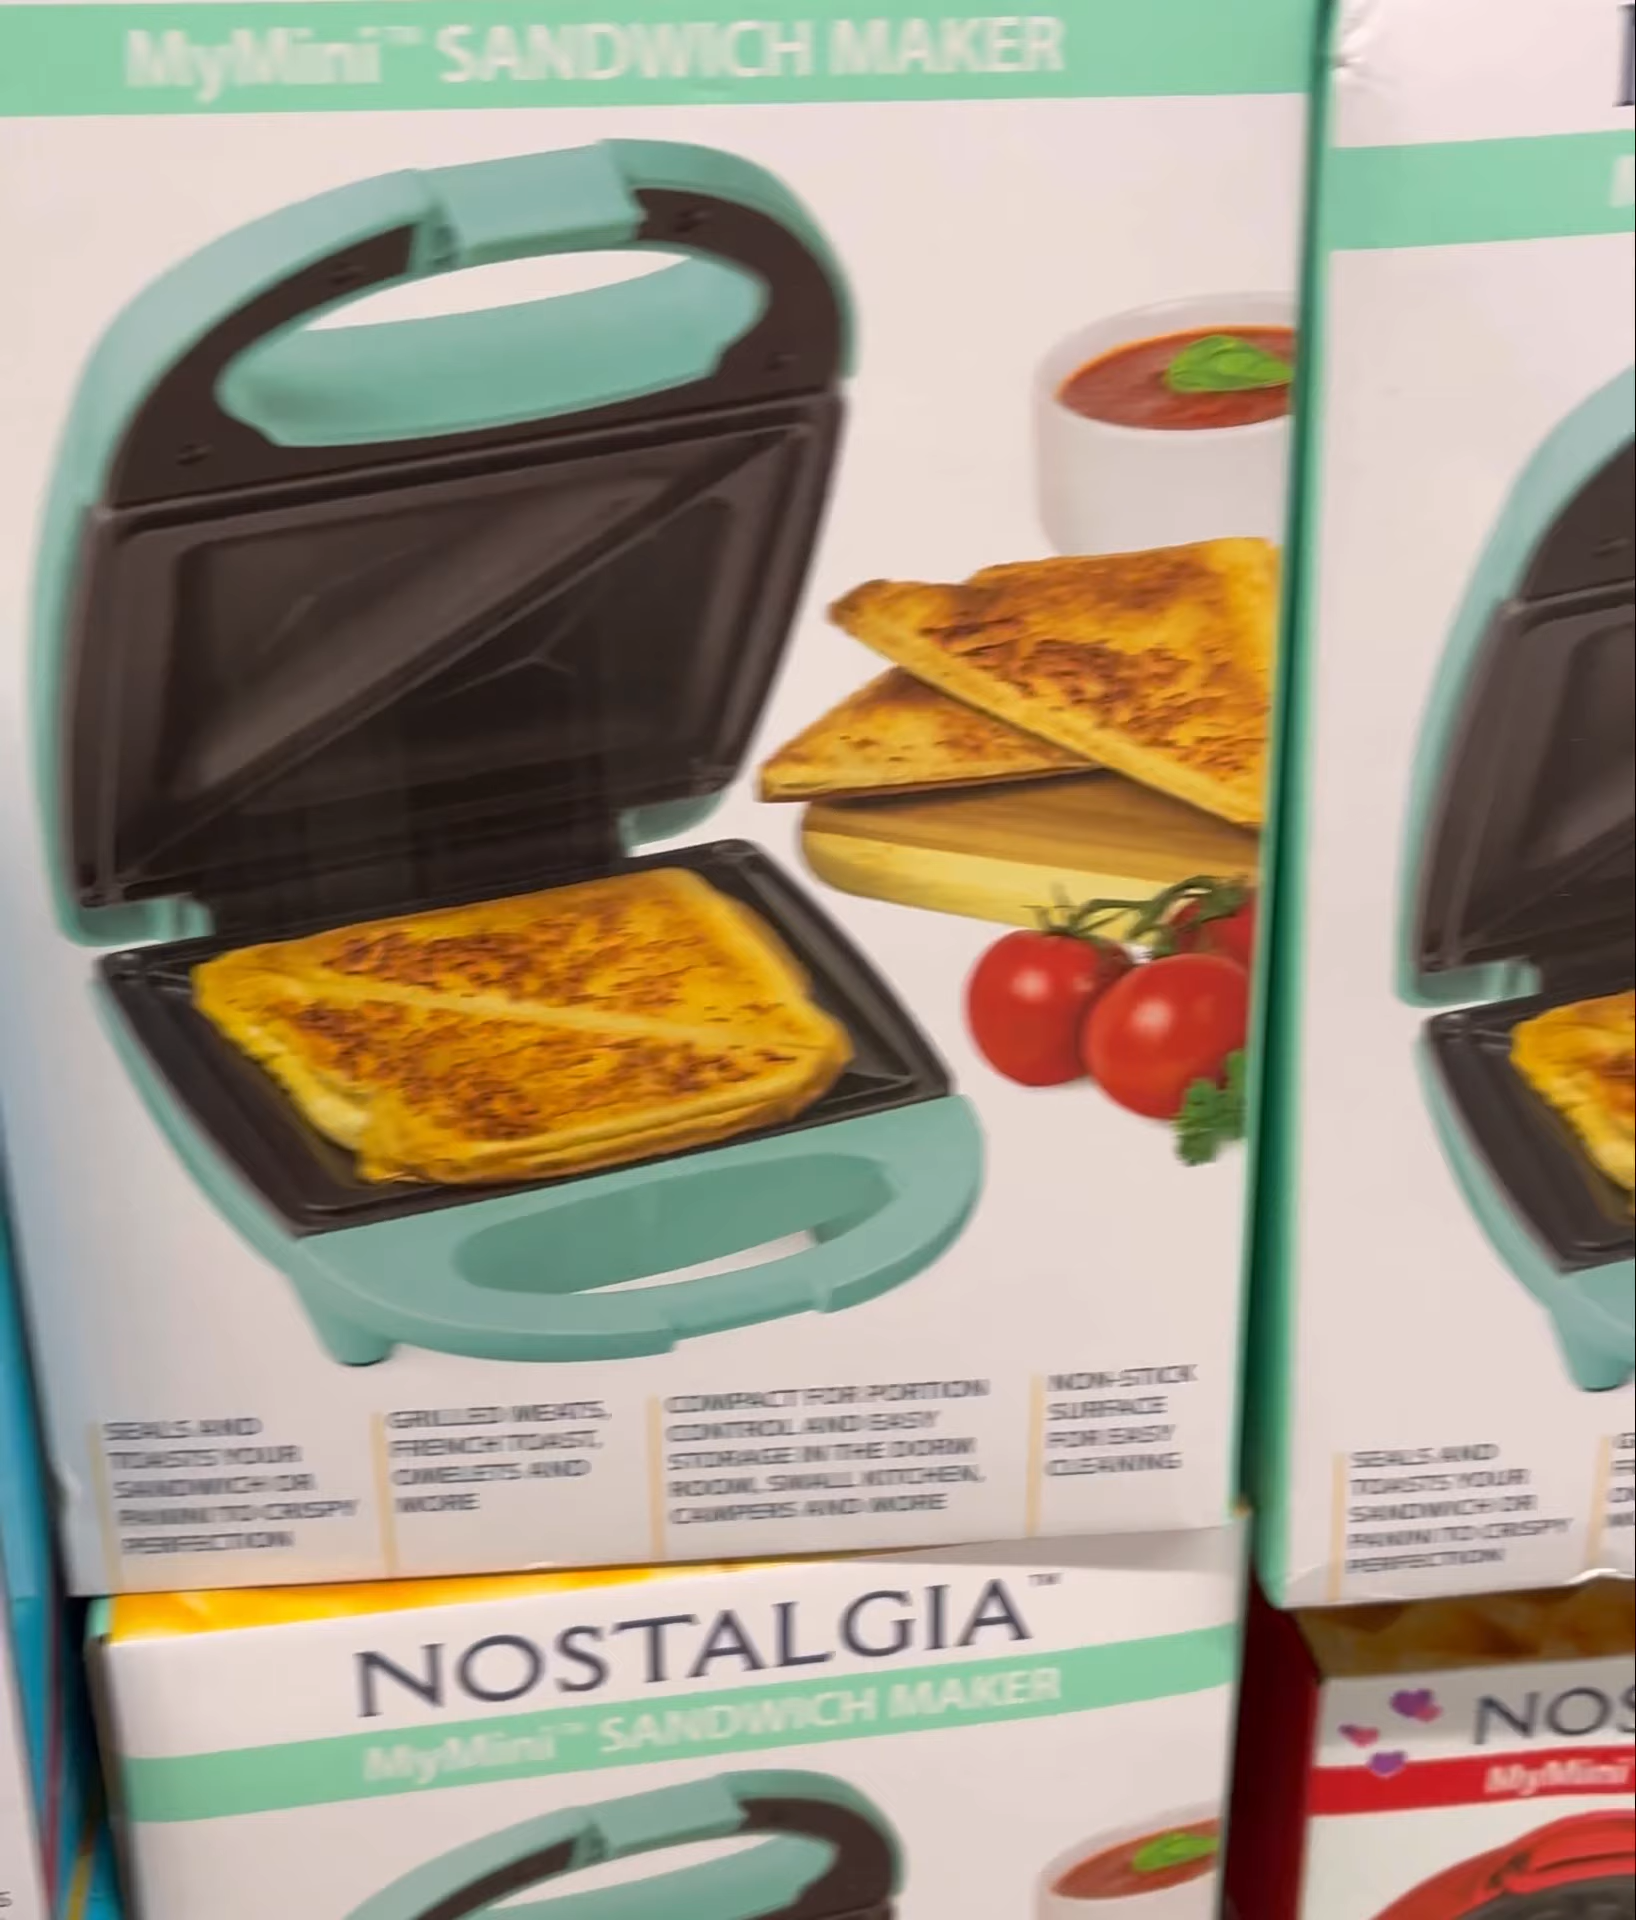 MyMini™ SANDWICH MAKER
SEALS AND
TOASTS YOUR
SANDWICH OR
PANINI TO CRISPY
PERFECTION
GRILLED MEATS,
FRENCH TOAST,
OMELETS AND
MORE
COMPACT FOR PORTION
CONTROL AND EASY
STORAGE IN THE DORM
ROOM, SMALL KITCHEN,
CAMPERS AND MORE
NON-STICK
SURFACE
FOR EASY
CLEANING
SEALS AND
TOASTS YOUR
SANDWICH OR
PANINI TO CRISPY
PERFECTION
NOSTALGIA™
MyMini™ SANDWICH MAKER
NOS
MyMini